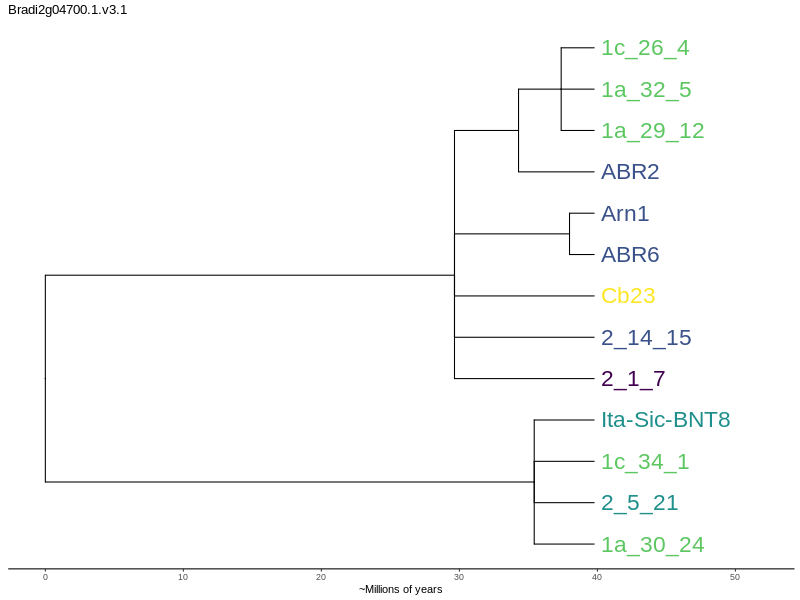 Bradi2g04700.1.v3.1
1c_26_4
1a_32_5
1a_29_12
ABR2
Arn1
ABR6
Cb23
2_14_15
2_1_7
Ita-Sic-BNT8
1c_34_1
2_5_21
1a_30_24
0 10 20 30 40 50
~Millions of years